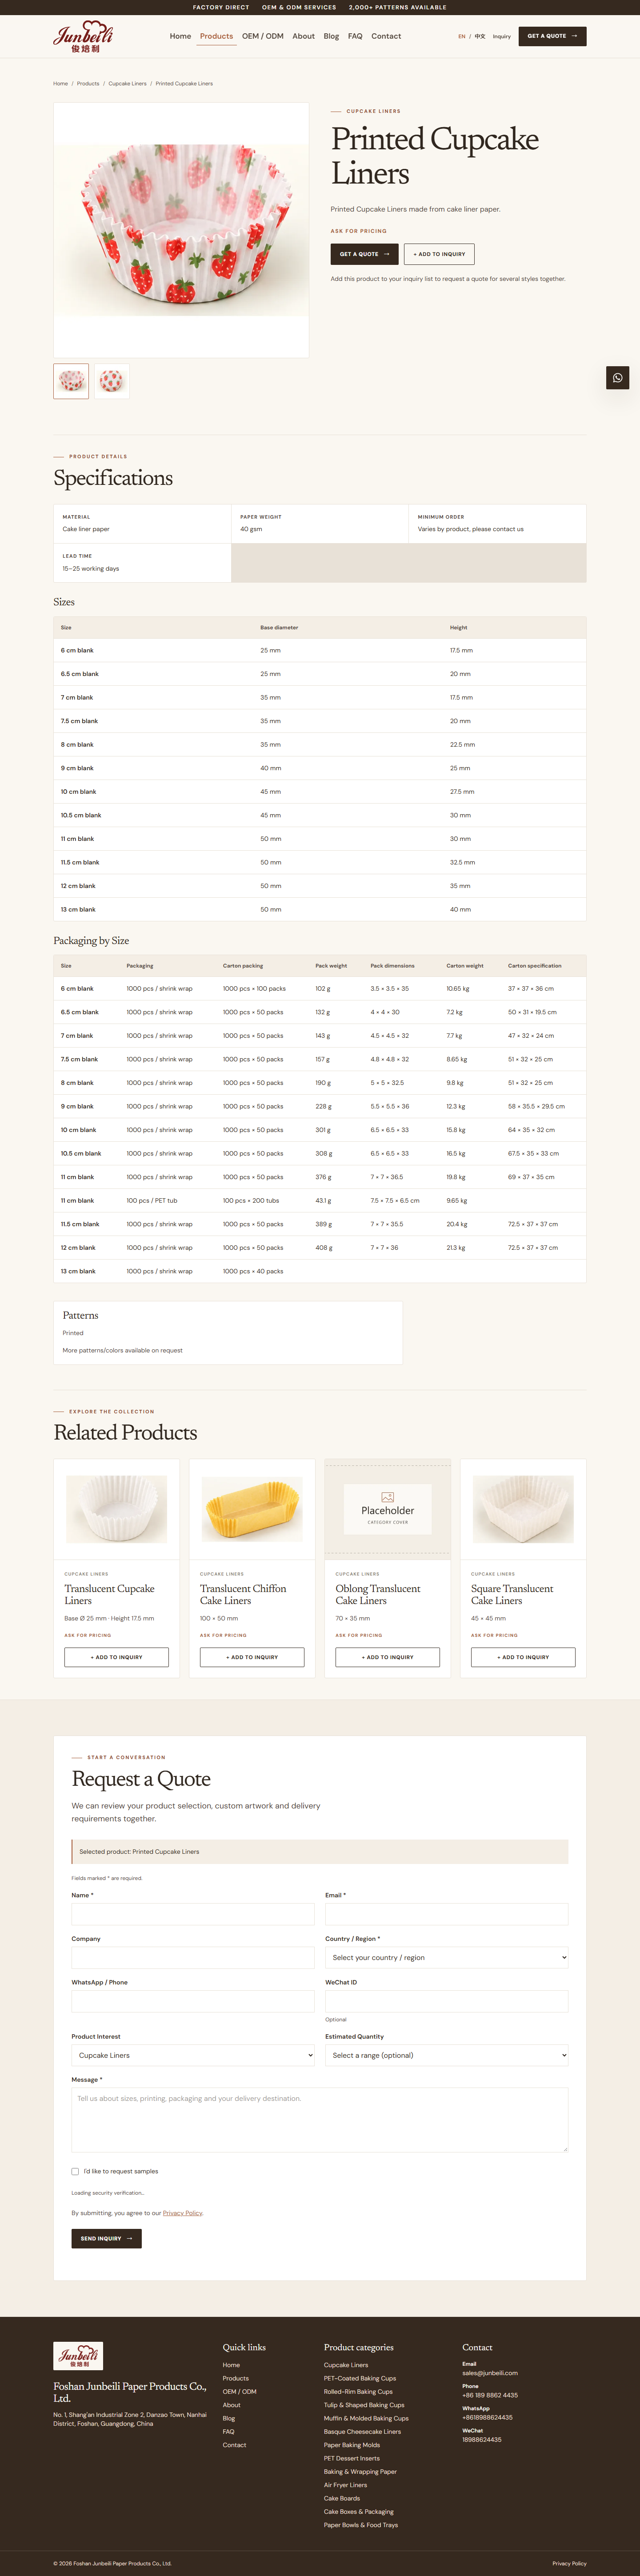 FACTORY DIRECT OEM & ODM SERVICES 2,000+ PATTERNS AVAILABLE
Junbeili
俊焙利
Home Products OEM / ODM About Blog FAQ Contact
EN / 中文 Inquiry GET A QUOTE →
Home / Products / Cupcake Liners / Printed Cupcake Liners
CUPCAKE LINERS
Printed Cupcake
Liners
Printed Cupcake Liners made from cake liner paper.
ASK FOR PRICING
GET A QUOTE → + ADD TO INQUIRY
Add this product to your inquiry list to request a quote for several styles together.
PRODUCT DETAILS
Specifications
MATERIAL
Cake liner paper
PAPER WEIGHT
40 gsm
MINIMUM ORDER
Varies by product, please contact us
LEAD TIME
15–25 working days
Sizes
Size Base diameter Height
6 cm blank 25 mm 17.5 mm
6.5 cm blank 25 mm 20 mm
7 cm blank 35 mm 17.5 mm
7.5 cm blank 35 mm 20 mm
8 cm blank 35 mm 22.5 mm
9 cm blank 40 mm 25 mm
10 cm blank 45 mm 27.5 mm
10.5 cm blank 45 mm 30 mm
11 cm blank 50 mm 30 mm
11.5 cm blank 50 mm 32.5 mm
12 cm blank 50 mm 35 mm
13 cm blank 50 mm 40 mm
Packaging by Size
Size Packaging Carton packing Pack weight Pack dimensions Carton weight Carton specification
6 cm blank 1000 pcs / shrink wrap 1000 pcs × 100 packs 102 g 3.5 × 3.5 × 35 10.65 kg 37 × 37 × 36 cm
6.5 cm blank 1000 pcs / shrink wrap 1000 pcs × 50 packs 132 g 4 × 4 × 30 7.2 kg 50 × 31 × 19.5 cm
7 cm blank 1000 pcs / shrink wrap 1000 pcs × 50 packs 143 g 4.5 × 4.5 × 32 7.7 kg 47 × 32 × 24 cm
7.5 cm blank 1000 pcs / shrink wrap 1000 pcs × 50 packs 157 g 4.8 × 4.8 × 32 8.65 kg 51 × 32 × 25 cm
8 cm blank 1000 pcs / shrink wrap 1000 pcs × 50 packs 190 g 5 × 5 × 32.5 9.8 kg 51 × 32 × 25 cm
9 cm blank 1000 pcs / shrink wrap 1000 pcs × 50 packs 228 g 5.5 × 5.5 × 36 12.3 kg 58 × 35.5 × 29.5 cm
10 cm blank 1000 pcs / shrink wrap 1000 pcs × 50 packs 301 g 6.5 × 6.5 × 33 15.8 kg 64 × 35 × 32 cm
10.5 cm blank 1000 pcs / shrink wrap 1000 pcs × 50 packs 308 g 6.5 × 6.5 × 33 16.5 kg 67.5 × 35 × 33 cm
11 cm blank 1000 pcs / shrink wrap 1000 pcs × 50 packs 376 g 7 × 7 × 36.5 19.8 kg 69 × 37 × 35 cm
11 cm blank 100 pcs / PET tub 100 pcs × 200 tubs 43.1 g 7.5 × 7.5 × 6.5 cm 9.65 kg
11.5 cm blank 1000 pcs / shrink wrap 1000 pcs × 50 packs 389 g 7 × 7 × 35.5 20.4 kg 72.5 × 37 × 37 cm
12 cm blank 1000 pcs / shrink wrap 1000 pcs × 50 packs 408 g 7 × 7 × 36 21.3 kg 72.5 × 37 × 37 cm
13 cm blank 1000 pcs / shrink wrap 1000 pcs × 40 packs
Patterns
Printed
More patterns/colors available on request
EXPLORE THE COLLECTION
Related Products
CUPCAKE LINERS
Translucent Cupcake
Liners
Base Ø 25 mm · Height 17.5 mm
ASK FOR PRICING
+ ADD TO INQUIRY
CUPCAKE LINERS
Translucent Chiffon
Cake Liners
100 × 50 mm
ASK FOR PRICING
+ ADD TO INQUIRY
Placeholder
CATEGORY COVER
CUPCAKE LINERS
Oblong Translucent
Cake Liners
70 × 35 mm
ASK FOR PRICING
+ ADD TO INQUIRY
CUPCAKE LINERS
Square Translucent
Cake Liners
45 × 45 mm
ASK FOR PRICING
+ ADD TO INQUIRY
START A CONVERSATION
Request a Quote
We can review your product selection, custom artwork and delivery
requirements together.
Selected product: Printed Cupcake Liners
Fields marked * are required.
Name * Email *
Company Country / Region *
Select your country / region
WhatsApp / Phone WeChat ID
Optional
Product Interest Estimated Quantity
Cupcake Liners Select a range (optional)
Message *
Tell us about sizes, printing, packaging and your delivery destination.
I'd like to request samples
Loading security verification...
By submitting, you agree to our Privacy Policy.
SEND INQUIRY →
Junbeili
俊焙利
Foshan Junbeili Paper Products Co.,
Ltd.
No. 1, Shang'an Industrial Zone 2, Danzao Town, Nanhai
District, Foshan, Guangdong, China
Quick links
Home
Products
OEM / ODM
About
Blog
FAQ
Contact
Product categories
Cupcake Liners
PET-Coated Baking Cups
Rolled-Rim Baking Cups
Tulip & Shaped Baking Cups
Muffin & Molded Baking Cups
Basque Cheesecake Liners
Paper Baking Molds
PET Dessert Inserts
Baking & Wrapping Paper
Air Fryer Liners
Cake Boards
Cake Boxes & Packaging
Paper Bowls & Food Trays
Contact
Email
sales@junbeili.com
Phone
+86 189 8862 4435
WhatsApp
+8618988624435
WeChat
18988624435
© 2026 Foshan Junbeili Paper Products Co., Ltd. Privacy Policy